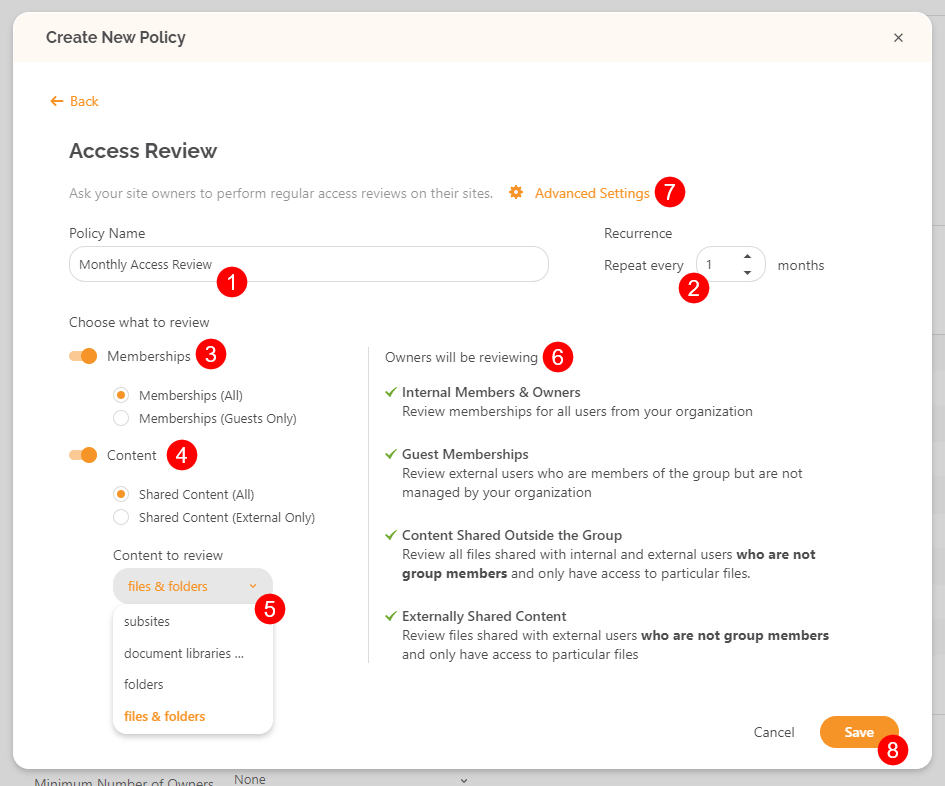 Create New Policy
Back
Access Review
Ask your site owners to perform regular access reviews on their sites.
Advanced Settings
7
Policy Name
Monthly Access Review
1
Recurrence
Repeat every 1 months
2
Choose what to review
Memberships
3
Memberships (All)
Memberships (Guests Only)
Content
4
Shared Content (All)
Shared Content (External Only)
Content to review
files & folders
5
subsites
document libraries ...
folders
files & folders
Owners will be reviewing
6
Internal Members & Owners
Review memberships for all users from your organization
Guest Memberships
Review external users who are members of the group but are not
managed by your organization
Content Shared Outside the Group
Review all files shared with internal and external users who are not
group members and only have access to particular files.
Externally Shared Content
Review files shared with external users who are not group members
and only have access to particular files
Cancel
Save
8
Minimum Number of Owners
None